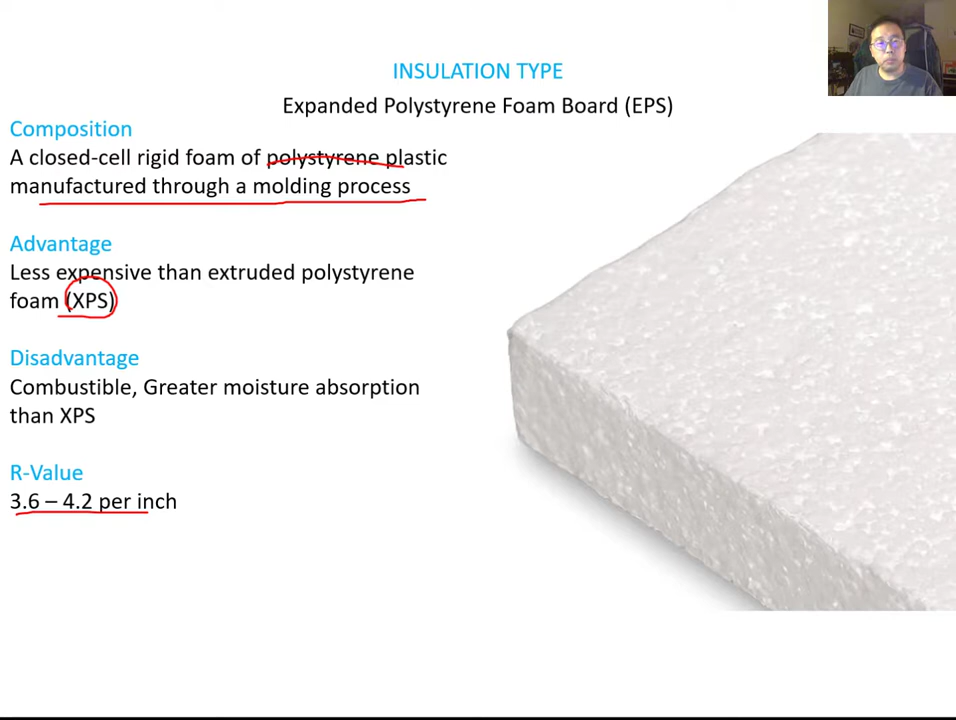 INSULATION TYPE
Expanded Polystyrene Foam Board (EPS)
Composition
A closed-cell rigid foam of polystyrene plastic
manufactured through a molding process
Advantage
Less expensive than extruded polystyrene
foam (XPS)
Disadvantage
Combustible, Greater moisture absorption
than XPS
R-Value
3.6 – 4.2 per inch